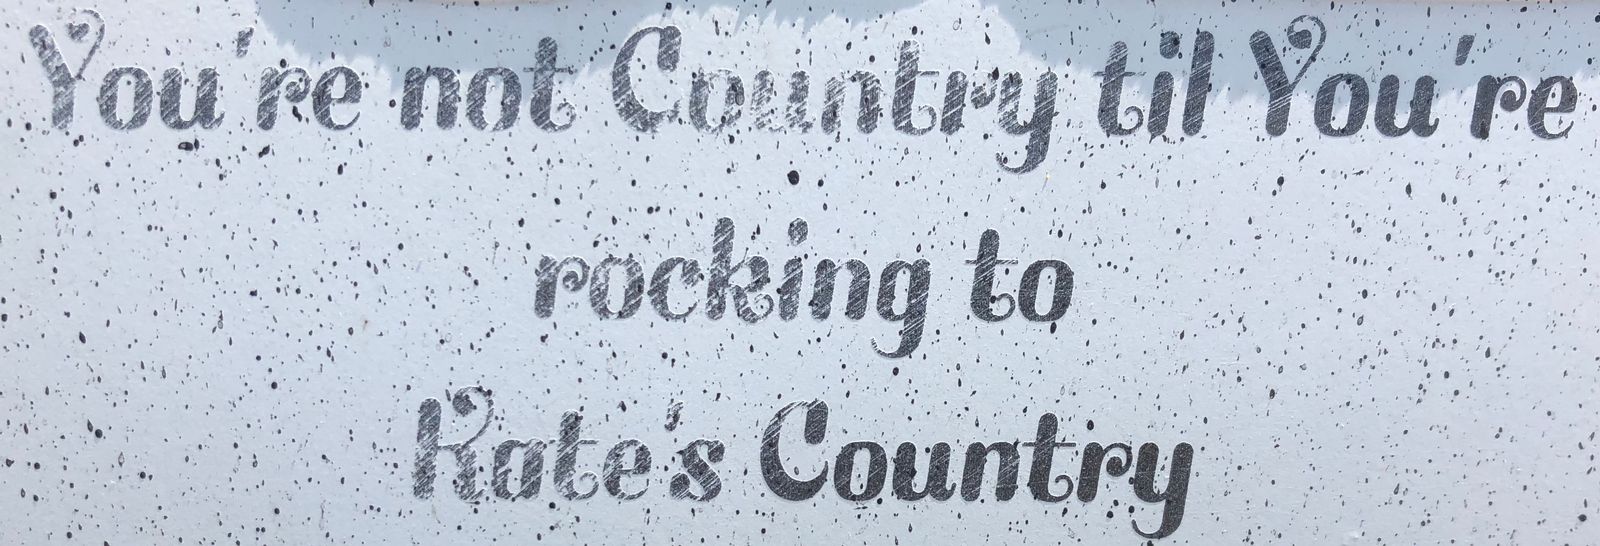 You're not Country til You're
rocking to
Kate's Country